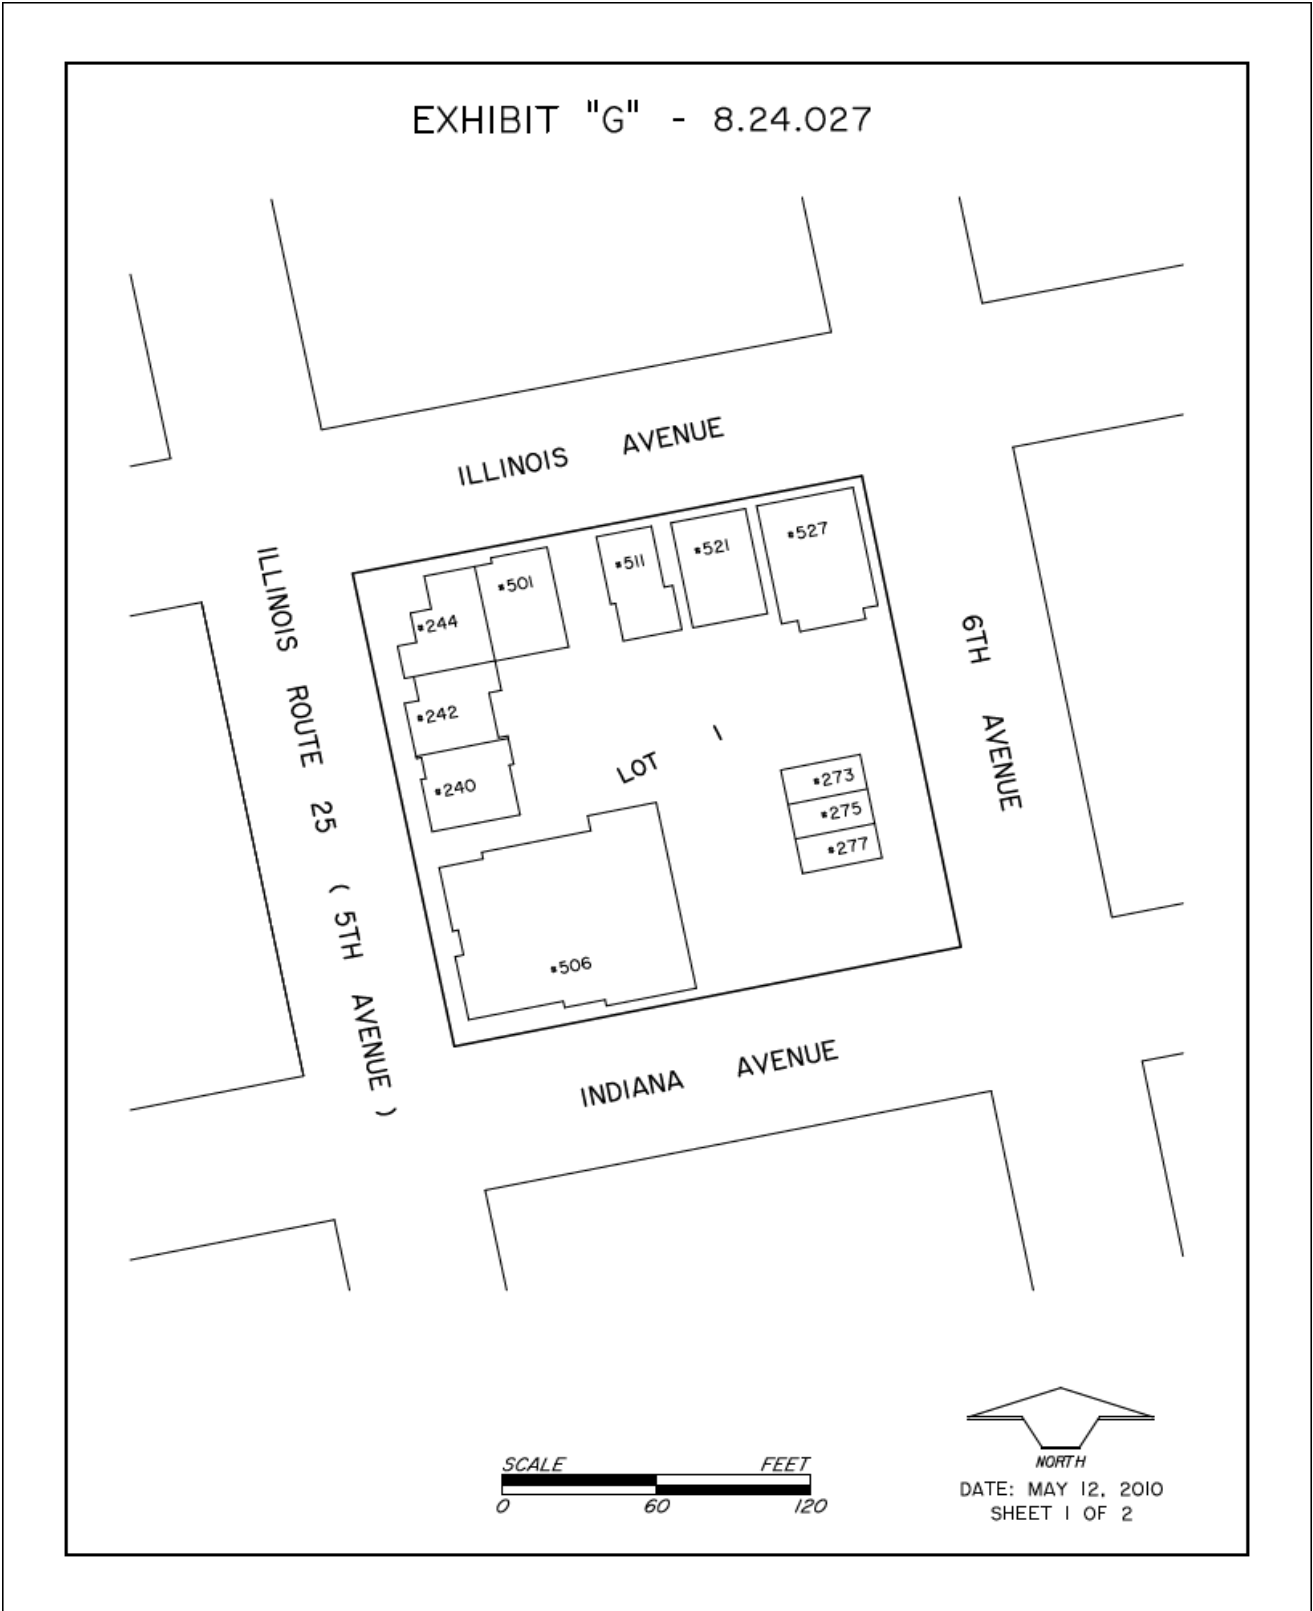 EXHIBIT "G" - 8.24.027
ILLINOIS AVENUE
ILLINOIS ROUTE 25 ( 5TH AVENUE )
6TH AVENUE
#501
#511
#521
#527
#244
#242
#240
LOT 1
#273
#275
#277
#506
INDIANA AVENUE
SCALE FEET
0 60 120
NORTH
DATE: MAY 12, 2010
SHEET 1 OF 2